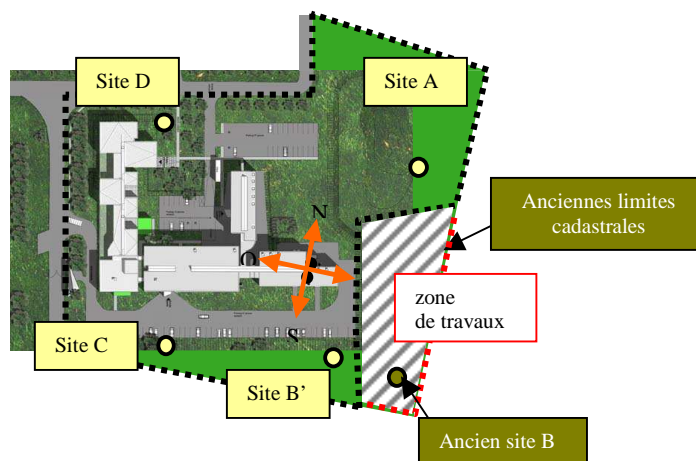 Site D
Site A
Anciennes limites
cadastrales
N
O
zone
de travaux
S
Site C
Site B’
Ancien site B